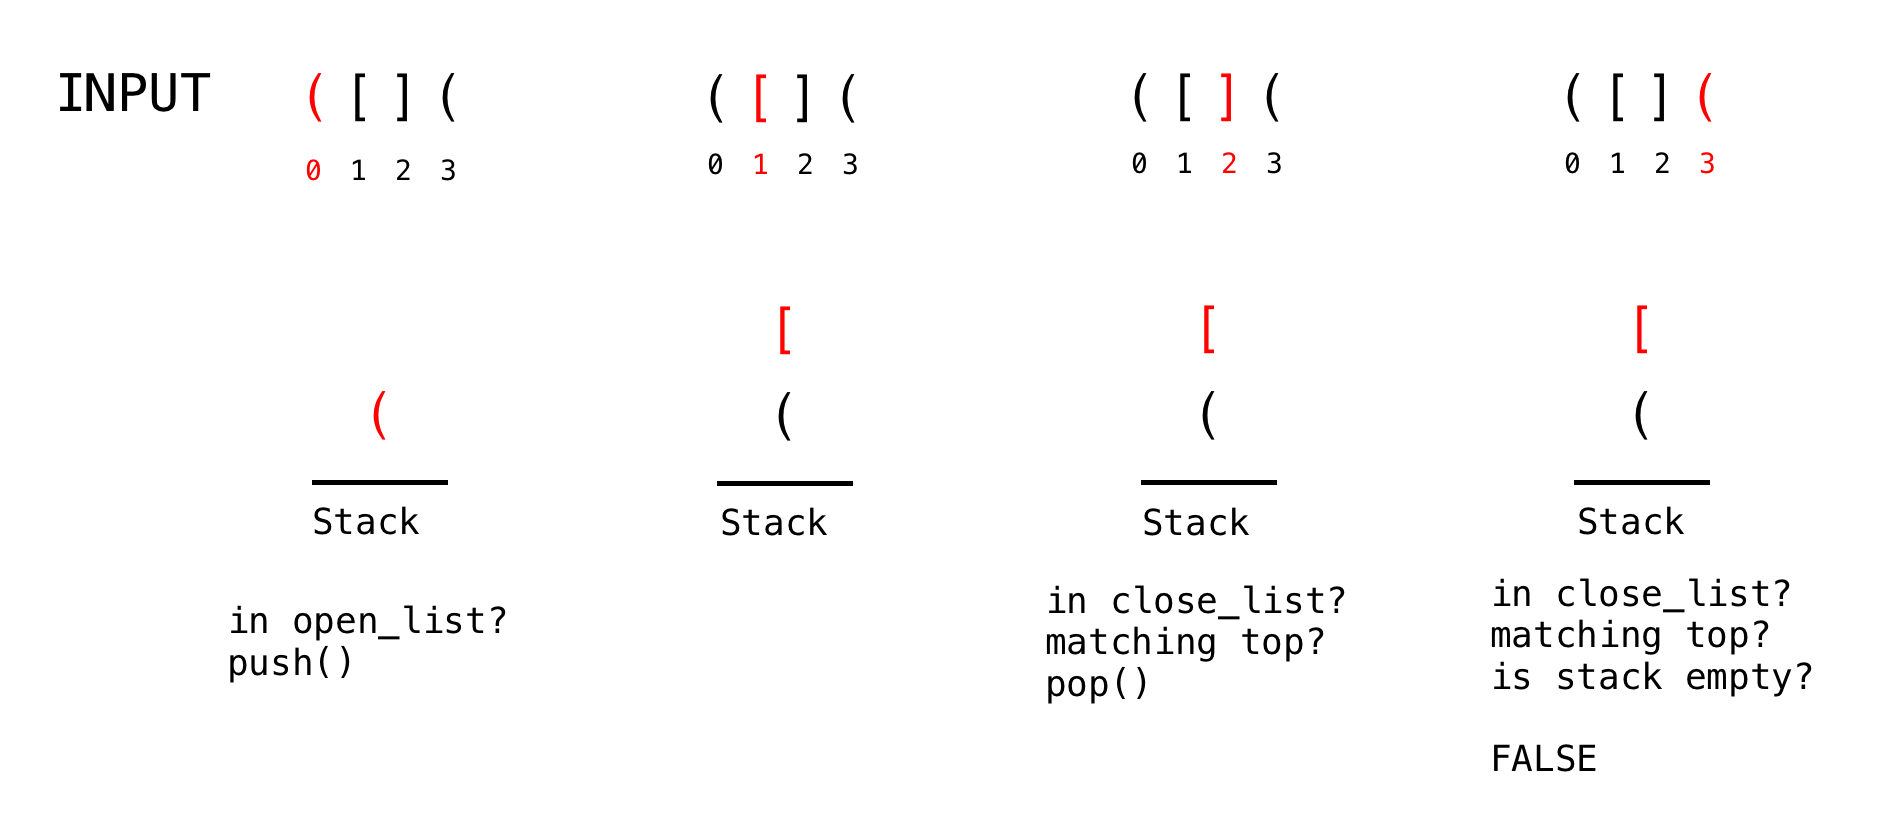 INPUT ( [ ] ( ( [ ] ( ( [ ] ( ( [ ] (
0 1 2 3 0 1 2 3 0 1 2 3 0 1 2 3
[ [ [
( ( ( (
Stack Stack Stack Stack
in open_list?
push()
in close_list?
matching top?
pop()
in close_list?
matching top?
is stack empty?
FALSE